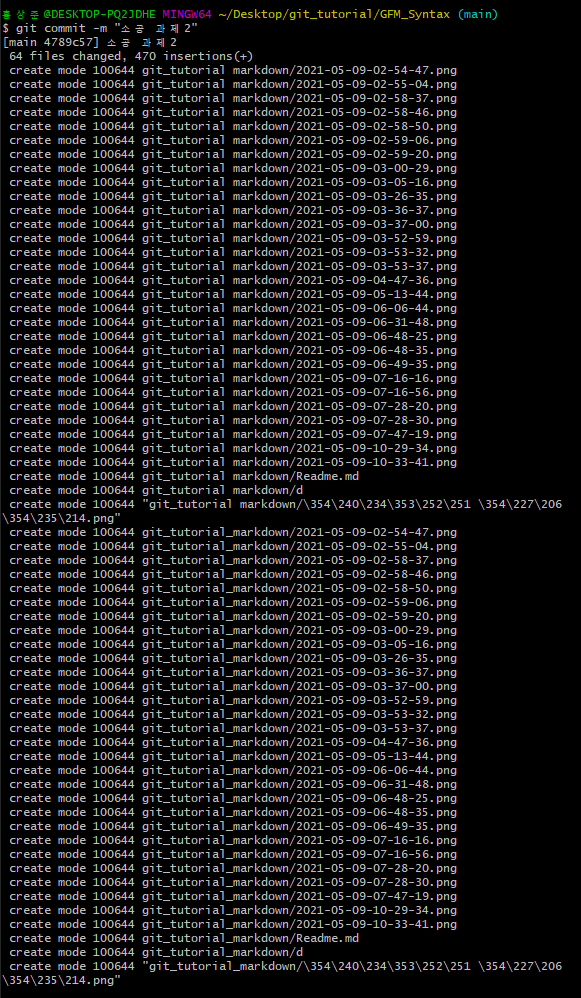 홍상준@DESKTOP-PQ2JDHE MINGW64 ~/Desktop/git_tutorial/GFM_Syntax (main)
$ git commit -m "소공 과제2"
[main 4789c57] 소공 과제2
 64 files changed, 470 insertions(+)
 create mode 100644 git_tutorial markdown/2021-05-09-02-54-47.png
 create mode 100644 git_tutorial markdown/2021-05-09-02-55-04.png
 create mode 100644 git_tutorial markdown/2021-05-09-02-58-37.png
 create mode 100644 git_tutorial markdown/2021-05-09-02-58-46.png
 create mode 100644 git_tutorial markdown/2021-05-09-02-58-50.png
 create mode 100644 git_tutorial markdown/2021-05-09-02-59-06.png
 create mode 100644 git_tutorial markdown/2021-05-09-02-59-20.png
 create mode 100644 git_tutorial markdown/2021-05-09-03-00-29.png
 create mode 100644 git_tutorial markdown/2021-05-09-03-05-16.png
 create mode 100644 git_tutorial markdown/2021-05-09-03-26-35.png
 create mode 100644 git_tutorial markdown/2021-05-09-03-36-37.png
 create mode 100644 git_tutorial markdown/2021-05-09-03-37-00.png
 create mode 100644 git_tutorial markdown/2021-05-09-03-52-59.png
 create mode 100644 git_tutorial markdown/2021-05-09-03-53-32.png
 create mode 100644 git_tutorial markdown/2021-05-09-03-53-37.png
 create mode 100644 git_tutorial markdown/2021-05-09-04-47-36.png
 create mode 100644 git_tutorial markdown/2021-05-09-05-13-44.png
 create mode 100644 git_tutorial markdown/2021-05-09-06-06-44.png
 create mode 100644 git_tutorial markdown/2021-05-09-06-31-48.png
 create mode 100644 git_tutorial markdown/2021-05-09-06-48-25.png
 create mode 100644 git_tutorial markdown/2021-05-09-06-48-35.png
 create mode 100644 git_tutorial markdown/2021-05-09-06-49-35.png
 create mode 100644 git_tutorial markdown/2021-05-09-07-16-16.png
 create mode 100644 git_tutorial markdown/2021-05-09-07-16-56.png
 create mode 100644 git_tutorial markdown/2021-05-09-07-28-20.png
 create mode 100644 git_tutorial markdown/2021-05-09-07-28-30.png
 create mode 100644 git_tutorial markdown/2021-05-09-07-47-19.png
 create mode 100644 git_tutorial markdown/2021-05-09-10-29-34.png
 create mode 100644 git_tutorial markdown/2021-05-09-10-33-41.png
 create mode 100644 git_tutorial markdown/Readme.md
 create mode 100644 git_tutorial markdown/d
 create mode 100644 "git_tutorial markdown/\354\240\234\353\252\251 \354\227\206
\354\235\214.png"
 create mode 100644 git_tutorial_markdown/2021-05-09-02-54-47.png
 create mode 100644 git_tutorial_markdown/2021-05-09-02-55-04.png
 create mode 100644 git_tutorial_markdown/2021-05-09-02-58-37.png
 create mode 100644 git_tutorial_markdown/2021-05-09-02-58-46.png
 create mode 100644 git_tutorial_markdown/2021-05-09-02-58-50.png
 create mode 100644 git_tutorial_markdown/2021-05-09-02-59-06.png
 create mode 100644 git_tutorial_markdown/2021-05-09-02-59-20.png
 create mode 100644 git_tutorial_markdown/2021-05-09-03-00-29.png
 create mode 100644 git_tutorial_markdown/2021-05-09-03-05-16.png
 create mode 100644 git_tutorial_markdown/2021-05-09-03-26-35.png
 create mode 100644 git_tutorial_markdown/2021-05-09-03-36-37.png
 create mode 100644 git_tutorial_markdown/2021-05-09-03-37-00.png
 create mode 100644 git_tutorial_markdown/2021-05-09-03-52-59.png
 create mode 100644 git_tutorial_markdown/2021-05-09-03-53-32.png
 create mode 100644 git_tutorial_markdown/2021-05-09-03-53-37.png
 create mode 100644 git_tutorial_markdown/2021-05-09-04-47-36.png
 create mode 100644 git_tutorial_markdown/2021-05-09-05-13-44.png
 create mode 100644 git_tutorial_markdown/2021-05-09-06-06-44.png
 create mode 100644 git_tutorial_markdown/2021-05-09-06-31-48.png
 create mode 100644 git_tutorial_markdown/2021-05-09-06-48-25.png
 create mode 100644 git_tutorial_markdown/2021-05-09-06-48-35.png
 create mode 100644 git_tutorial_markdown/2021-05-09-06-49-35.png
 create mode 100644 git_tutorial_markdown/2021-05-09-07-16-16.png
 create mode 100644 git_tutorial_markdown/2021-05-09-07-16-56.png
 create mode 100644 git_tutorial_markdown/2021-05-09-07-28-20.png
 create mode 100644 git_tutorial_markdown/2021-05-09-07-28-30.png
 create mode 100644 git_tutorial_markdown/2021-05-09-07-47-19.png
 create mode 100644 git_tutorial_markdown/2021-05-09-10-29-34.png
 create mode 100644 git_tutorial_markdown/2021-05-09-10-33-41.png
 create mode 100644 git_tutorial_markdown/Readme.md
 create mode 100644 git_tutorial_markdown/d
 create mode 100644 "git_tutorial_markdown/\354\240\234\353\252\251 \354\227\206
\354\235\214.png"